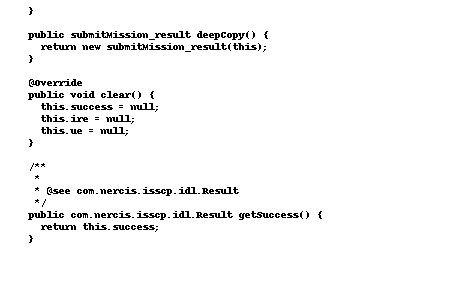 }
public submitMission_result deepCopy() {
return new submitMission_result(this);
}
@Override
public void clear() {
this.success = null;
this.ire = null;
this.ue = null;
}
/**
*
* @see com.nercis.isscp.idl.Result
*/
public com.nercis.isscp.idl.Result getSuccess() {
return this.success;
}